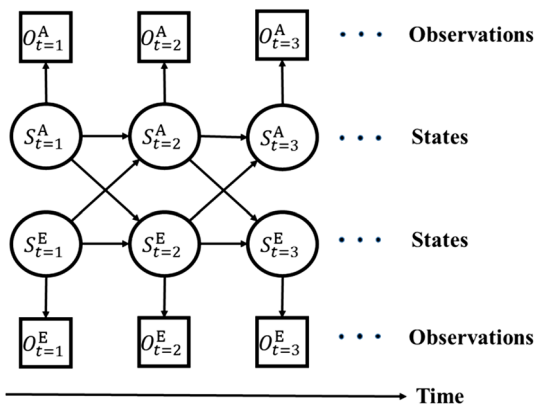 O^A_{t=1} O^A_{t=2} O^A_{t=3} · · · Observations
S^A_{t=1} S^A_{t=2} S^A_{t=3} · · · States
S^E_{t=1} S^E_{t=2} S^E_{t=3} · · · States
O^E_{t=1} O^E_{t=2} O^E_{t=3} · · · Observations
Time